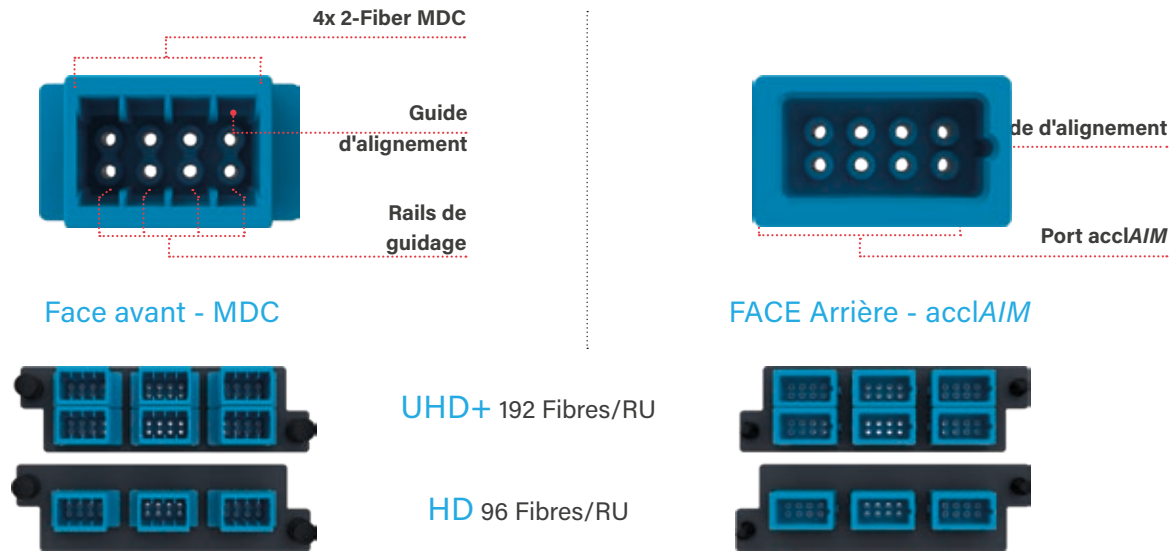 4x 2-Fiber MDC
Guide
d'alignement
Rails de
guidage
de d'alignement
Port acclAIM
Face avant - MDC
FACE Arrière - acclAIM
UHD+ 192 Fibres/RU
HD 96 Fibres/RU